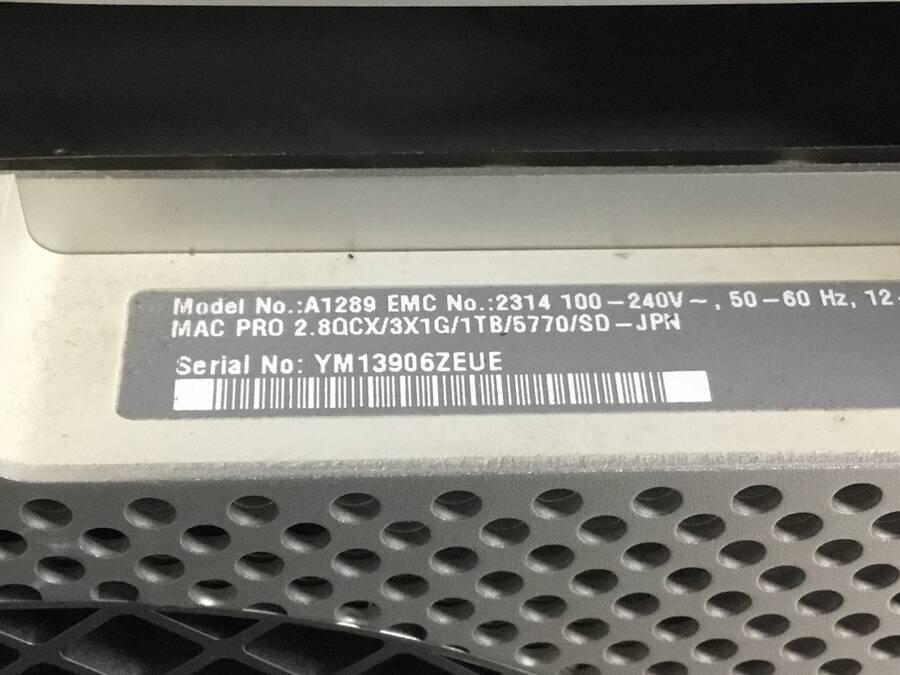 Model No.:A1289 EMC No.:2314 100-240V~, 50-60 Hz, 12
MAC PRO 2.8QCX/3X1G/1TB/5770/SD-JPN
Serial No: YM13906ZEUE